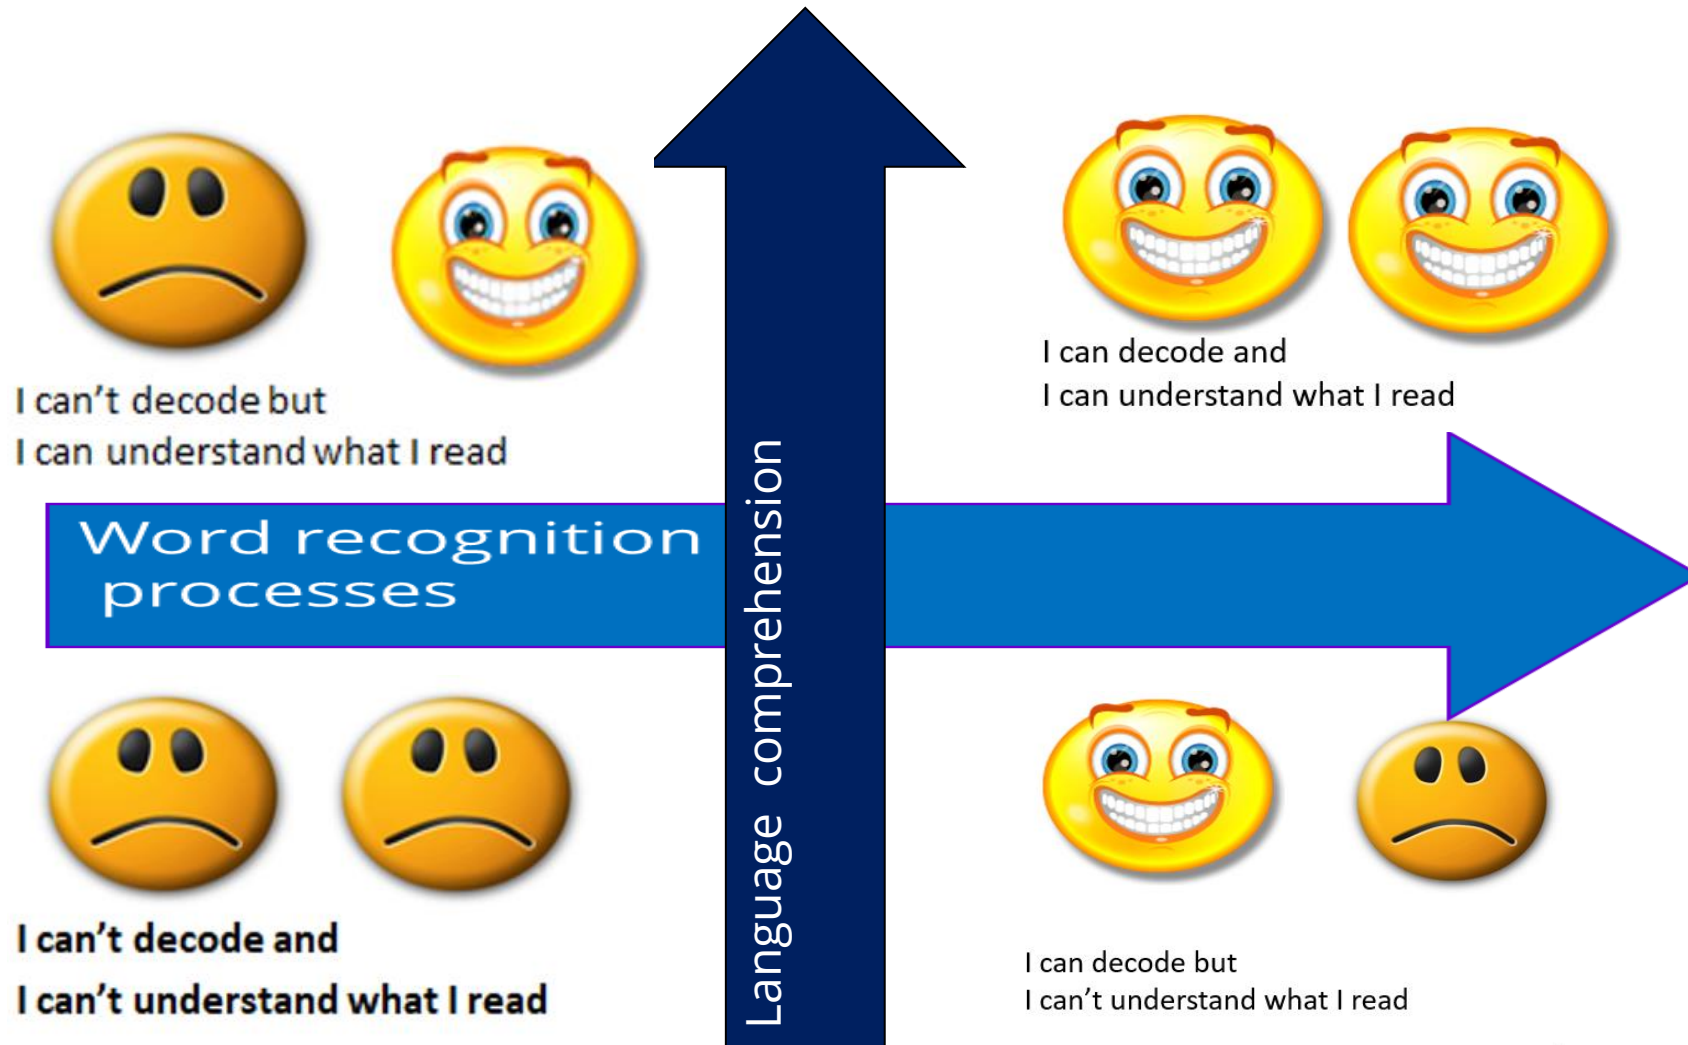 I can't decode but
I can understand what I read
I can decode and
I can understand what I read
Word recognition
processes
Language comprehension
I can't decode and
I can't understand what I read
I can decode but
I can't understand what I read